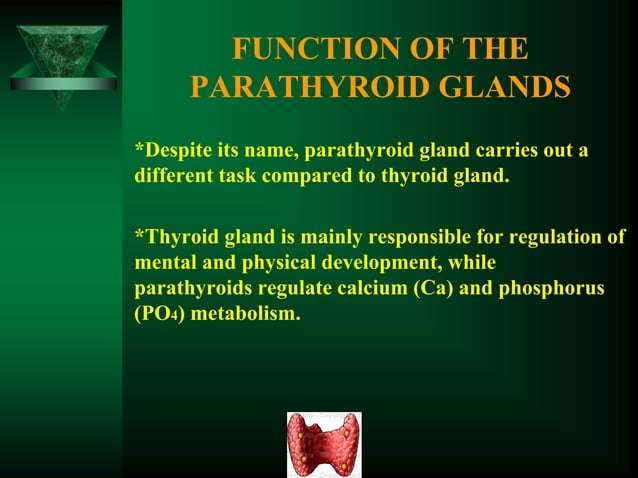 FUNCTION OF THE
PARATHYROID GLANDS
*Despite its name, parathyroid gland carries out a
different task compared to thyroid gland.
*Thyroid gland is mainly responsible for regulation of
mental and physical development, while
parathyroids regulate calcium (Ca) and phosphorus
(PO4) metabolism.